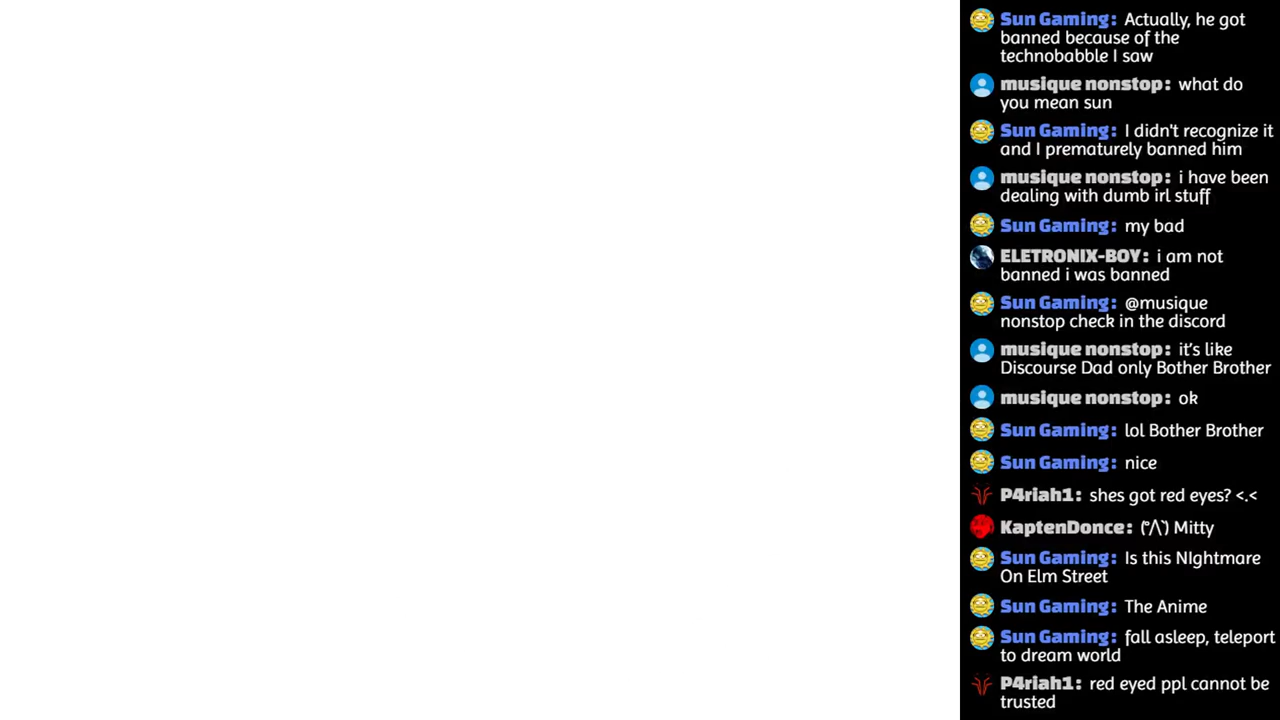 Sun Gaming: Actually, he got
banned because of the
technobabble I saw
musique nonstop: what do
you mean sun
Sun Gaming: I didn't recognize it
and I prematurely banned him
musique nonstop: i have been
dealing with dumb irl stuff
Sun Gaming: my bad
ELETRONIX-BOY: i am not
banned i was banned
Sun Gaming: @musique
nonstop check in the discord
musique nonstop: it’s like
Discourse Dad only Bother Brother
musique nonstop: ok
Sun Gaming: lol Bother Brother
Sun Gaming: nice
P4riah1: shes got red eyes? <.<
KaptenDonce: (°/\°) Mitty
Sun Gaming: Is this NIghtmare
On Elm Street
Sun Gaming: The Anime
Sun Gaming: fall asleep, teleport
to dream world
P4riah1: red eyed ppl cannot be
trusted